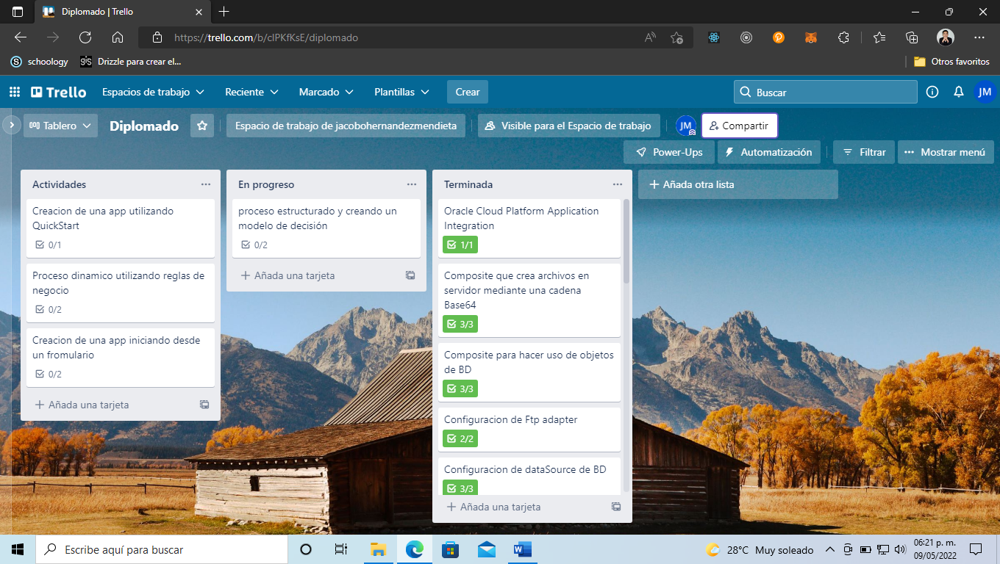 Diplomado | Trello
https://trello.com/b/clPKfKsE/diplomado
schoology
gis
Drizzle para crear el...
Otros favoritos
Trello
Espacios de trabajo
Reciente
Marcado
Plantillas
Crear
Buscar
JM
Tablero
Diplomado
Espacio de trabajo de jacobohernandezmendieta
Visible para el Espacio de trabajo
JM
Compartir
Power-Ups
Automatización
Filtrar
Mostrar menú
Actividades
Creacion de una app utilizando
QuickStart
0/1
Proceso dinamico utilizando reglas de
negocio
0/2
Creacion de una app iniciando desde
un fromulario
0/2
Añada una tarjeta
En progreso
proceso estructurado y creando un
modelo de decisión
0/2
Añada una tarjeta
Terminada
Oracle Cloud Platform Application
Integration
1/1
Composite que crea archivos en
servidor mediante una cadena
Base64
3/3
Composite para hacer uso de objetos
de BD
3/3
Configuracion de Ftp adapter
2/2
Configuracion de dataSource de BD
3/3
Añada una tarjeta
Añada otra lista
Escribe aquí para buscar
28°C Muy soleado
06:21 p. m.
09/05/2022